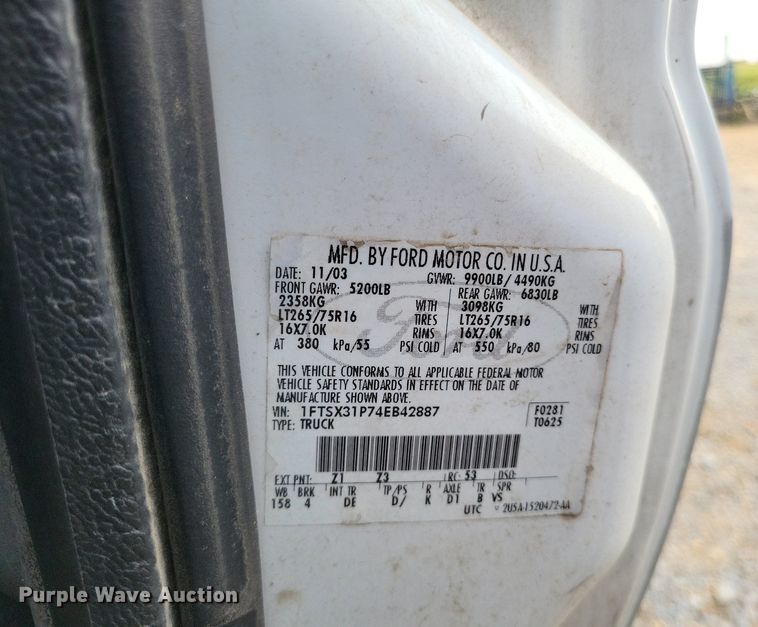 MFD. BY FORD MOTOR CO. IN U.S.A.
DATE: 11/03 GVWR: 9900LB/ 4490KG
FRONT GAWR: 5200LB REAR GAWR: 6830LB
2358KG WITH 3098KG WITH
LT265/75R16 TIRES LT265/75R16 TIRES
16X7.0K RIMS 16X7.0K RIMS
AT 380 kPa/55 PSI COLD AT 550 kPa/80 PSI COLD
Ford
THIS VEHICLE CONFORMS TO ALL APPLICABLE FEDERAL MOTOR
VEHICLE SAFETY STANDARDS IN EFFECT ON THE DATE OF
MANUFACTURE SHOWN ABOVE.
VIN: 1FTSX31P74EB42887 F0281
TYPE: TRUCK T0625
EXT PNT: Z1 Z3 RC: 53 DSO:
WB BRK INT TR TP/PS R AXLE TR SPR
158 4 DE D/ K D1 B VS
UTC 2U5A-1520472-AA
Purple Wave Auction